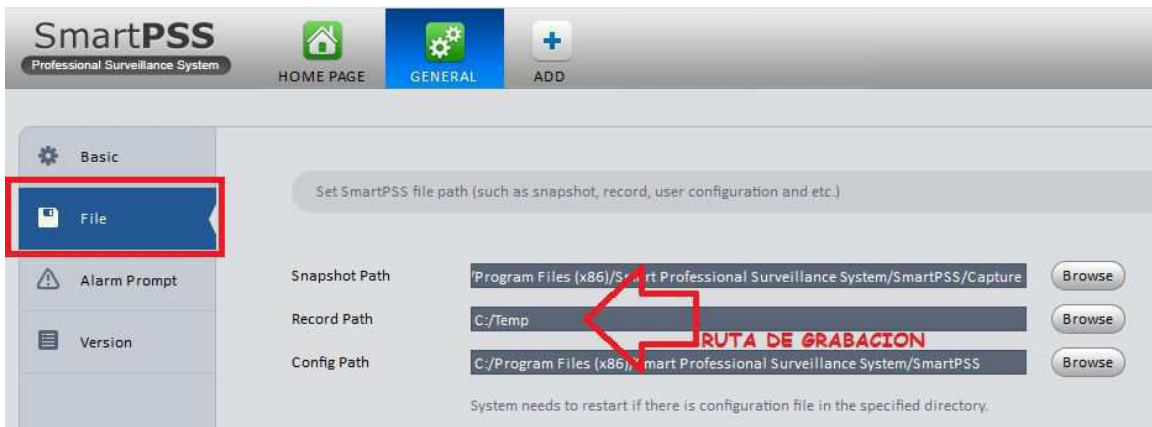 SmartPSS
Professional Surveillance System
HOME PAGE
GENERAL
ADD
Basic
File
Alarm Prompt
Version
Set SmartPSS file path (such as snapshot, record, user configuration and etc.)
Snapshot Path /Program Files (x86)/Smart Professional Surveillance System/SmartPSS/Capture Browse
Record Path C:/Temp Browse
RUTA DE GRABACION
Config Path C:/Program Files (x86)/Smart Professional Surveillance System/SmartPSS Browse
System needs to restart if there is configuration file in the specified directory.